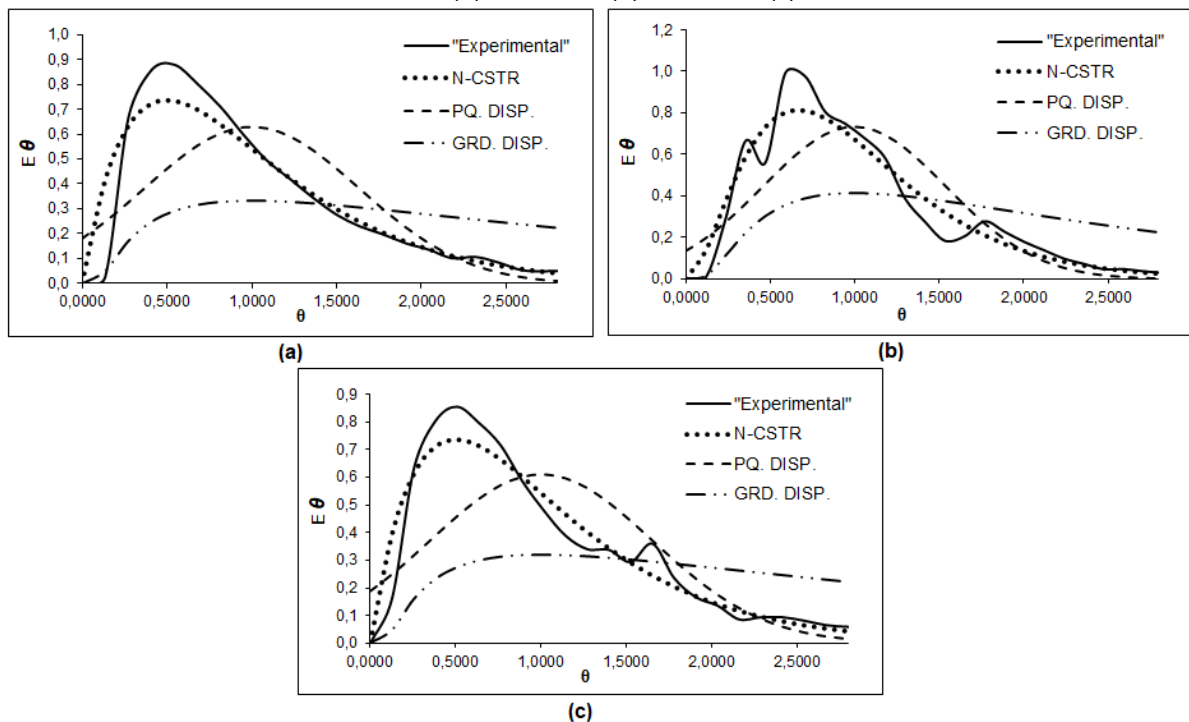 1,0
0,9
0,8
0,7
0,6
0,5
0,4
0,3
0,2
0,1
0,0
E θ
0,0000 0,5000 1,0000 1,5000 2,0000 2,5000
θ
"Experimental"
N-CSTR
PQ. DISP.
GRD. DISP.
(a)
1,2
1,0
0,8
0,6
0,4
0,2
0,0
E θ
0,0000 0,5000 1,0000 1,5000 2,0000 2,5000
θ
"Experimental"
N-CSTR
PQ. DISP.
GRD. DISP.
(b)
0,9
0,8
0,7
0,6
0,5
0,4
0,3
0,2
0,1
0,0
E θ
0,0000 0,5000 1,0000 1,5000 2,0000 2,5000
θ
"Experimental"
N-CSTR
PQ. DISP.
GRD. DISP.
(c)